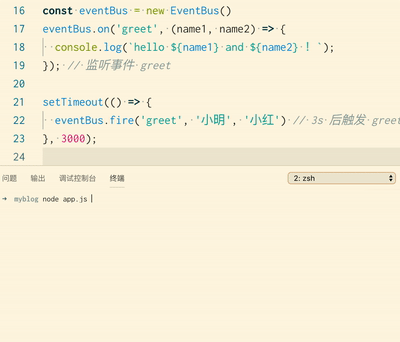 16 const eventBus = new EventBus()
17 eventBus.on('greet', (name1, name2) => {
18 console.log(`hello ${name1} and ${name2} ! `);
19 }); // 监听事件 greet
20
21 setTimeout(() => {
22 eventBus.fire('greet', '小明', '小红') // 3s 后触发 greet
23 }, 3000);
24
问题 输出 调试控制台 终端 2: zsh
→ myblog node app.js